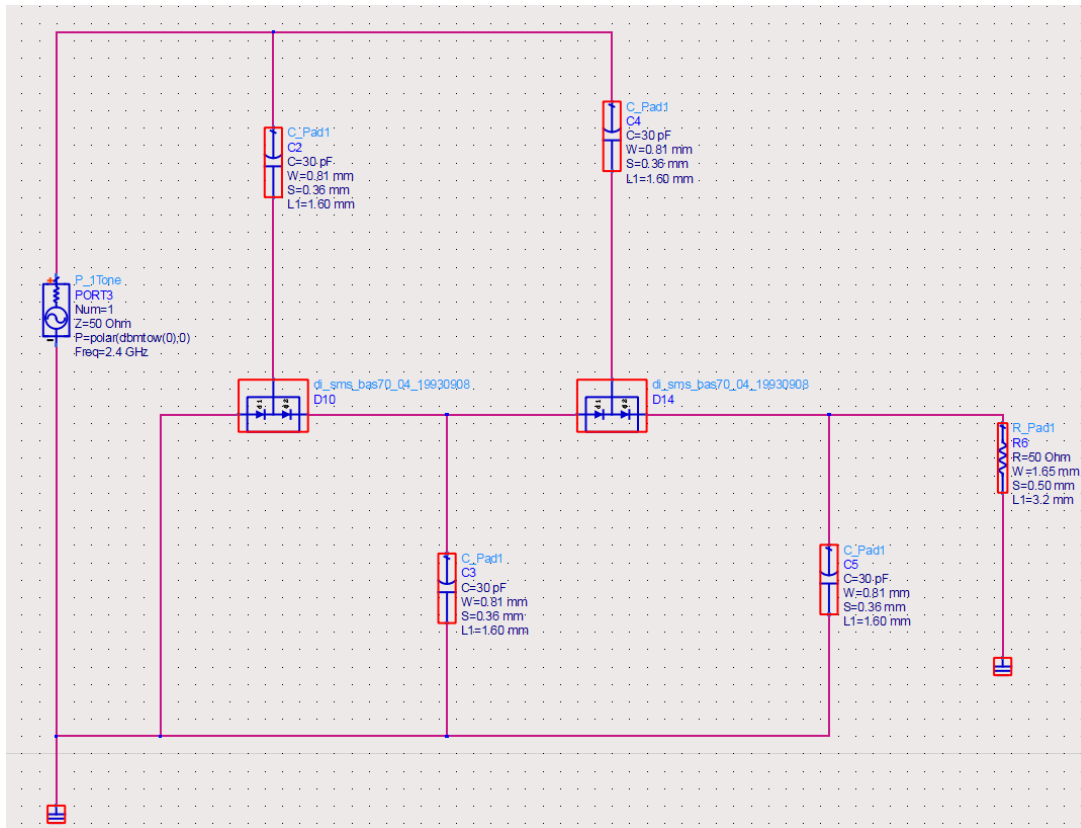 C_Pad1
C2
C=30 pF
W=0.81 mm
S=0.36 mm
L1=1.60 mm
C_Pad1
C4
C=30 pF
W=0.81 mm
S=0.36 mm
L1=1.60 mm
P_1Tone
PORT3
Num=1
Z=50 Ohm
P=polar(dbmtow(0),0)
Freq=2.4 GHz
di_sms_bas70_04_19930908
D10
d1 d2
di_sms_bas70_04_19930908
D14
d1 d2
R_Pad1
R6
R=50 Ohm
W=1.65 mm
S=0.50 mm
L1=3.2 mm
C_Pad1
C3
C=30 pF
W=0.81 mm
S=0.36 mm
L1=1.60 mm
C_Pad1
C5
C=30 pF
W=0.81 mm
S=0.36 mm
L1=1.60 mm